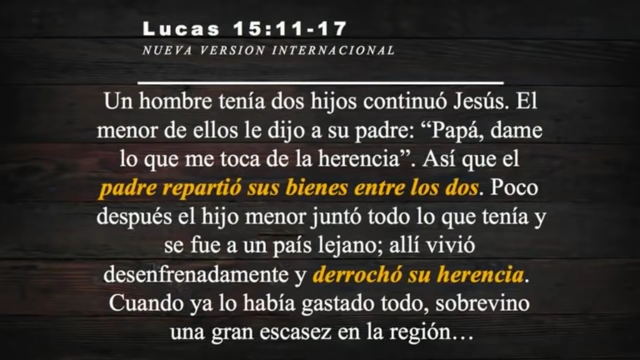 Lucas 15:11-17
NUEVA VERSION INTERNACIONAL
Un hombre tenía dos hijos continuó Jesús. El
menor de ellos le dijo a su padre: “Papá, dame
lo que me toca de la herencia”. Así que el
padre repartió sus bienes entre los dos. Poco
después el hijo menor juntó todo lo que tenía y
se fue a un país lejano; allí vivió
desenfrenadamente y derrochó su herencia.
Cuando ya lo había gastado todo, sobrevino
una gran escasez en la región…